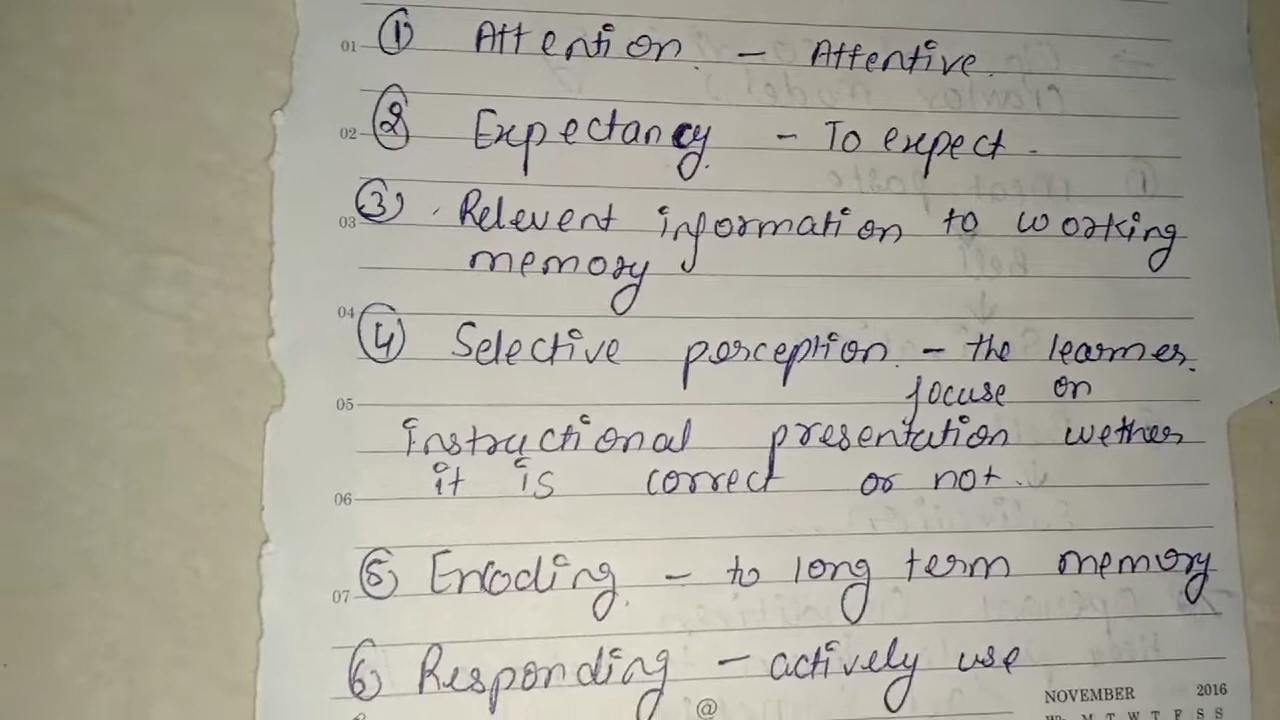 01 ① Attention. - Attentive.
02 ② Expectancy. - To expect.
03 ③ . Relevent information to working
memory
04
④ Selective perception. - the learner.
focuse on
05
instructional presentation wether
it is correct or not.
06
07 ⑤ Encoding. - to long term memory
⑥ Responding - actively use
@
NOVEMBER 2016
M T W T F S S